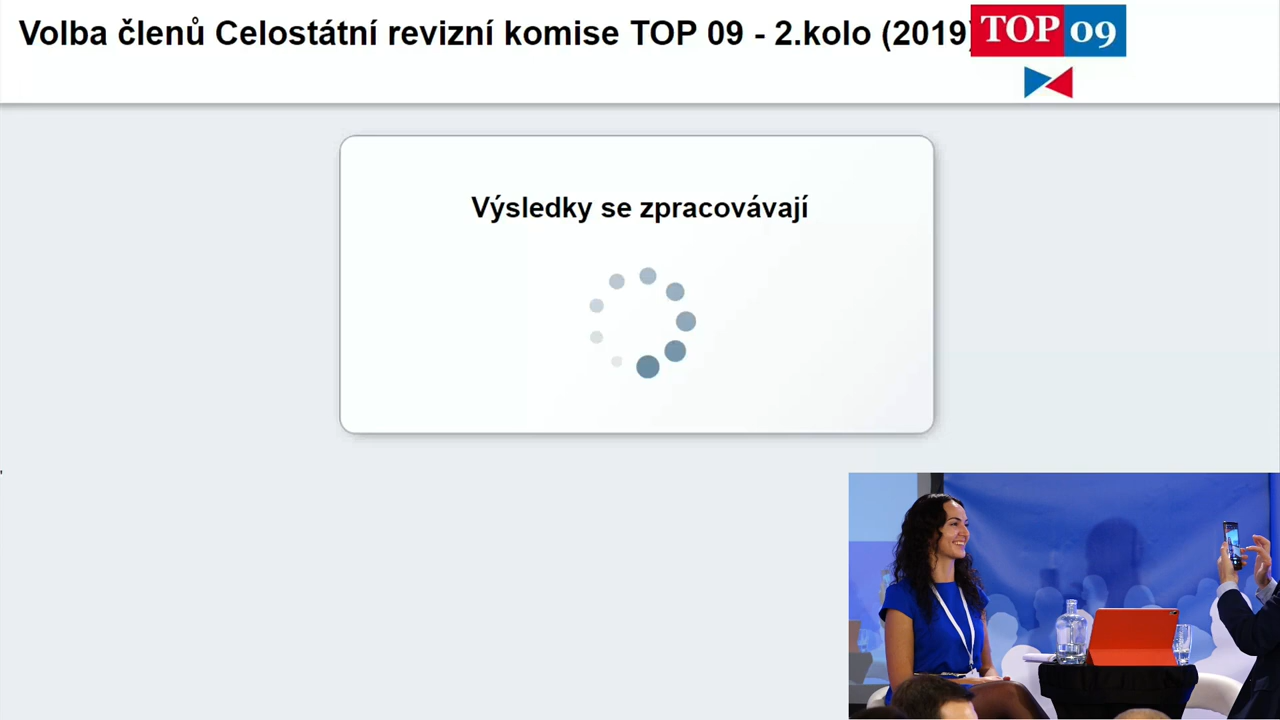 Volba členů Celostátní revizní komise TOP 09 - 2.kolo (2019)
TOP 09
Výsledky se zpracovávají